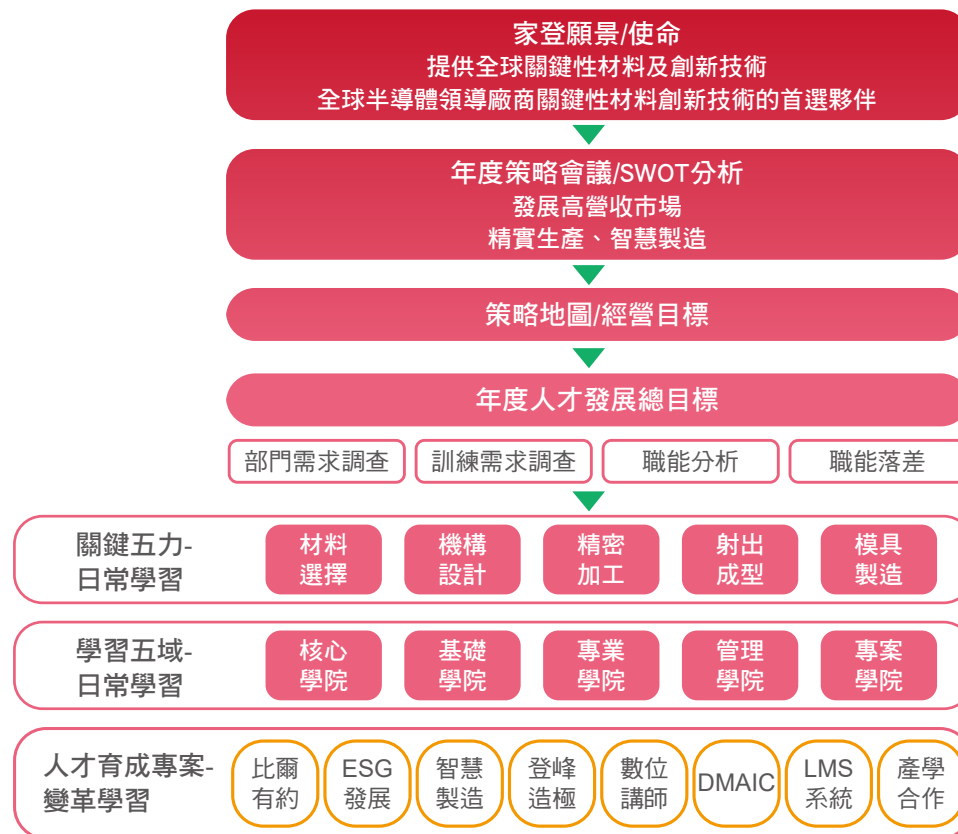 家登願景/使命
提供全球關鍵性材料及創新技術
全球半導體領導廠商關鍵性材料創新技術的首選夥伴
年度策略會議/SWOT分析
發展高營收市場
精實生產、智慧製造
策略地圖/經營目標
年度人才發展總目標
部門需求調查
訓練需求調查
職能分析
職能落差
關鍵五力-
日常學習
材料
選擇
機構
設計
精密
加工
射出
成型
模具
製造
學習五域-
日常學習
核心
學院
基礎
學院
專業
學院
管理
學院
專案
學院
人才育成專案-
變革學習
比爾
有約
ESG
發展
智慧
製造
登峰
造極
數位
講師
DMAIC
LMS
系統
產學
合作